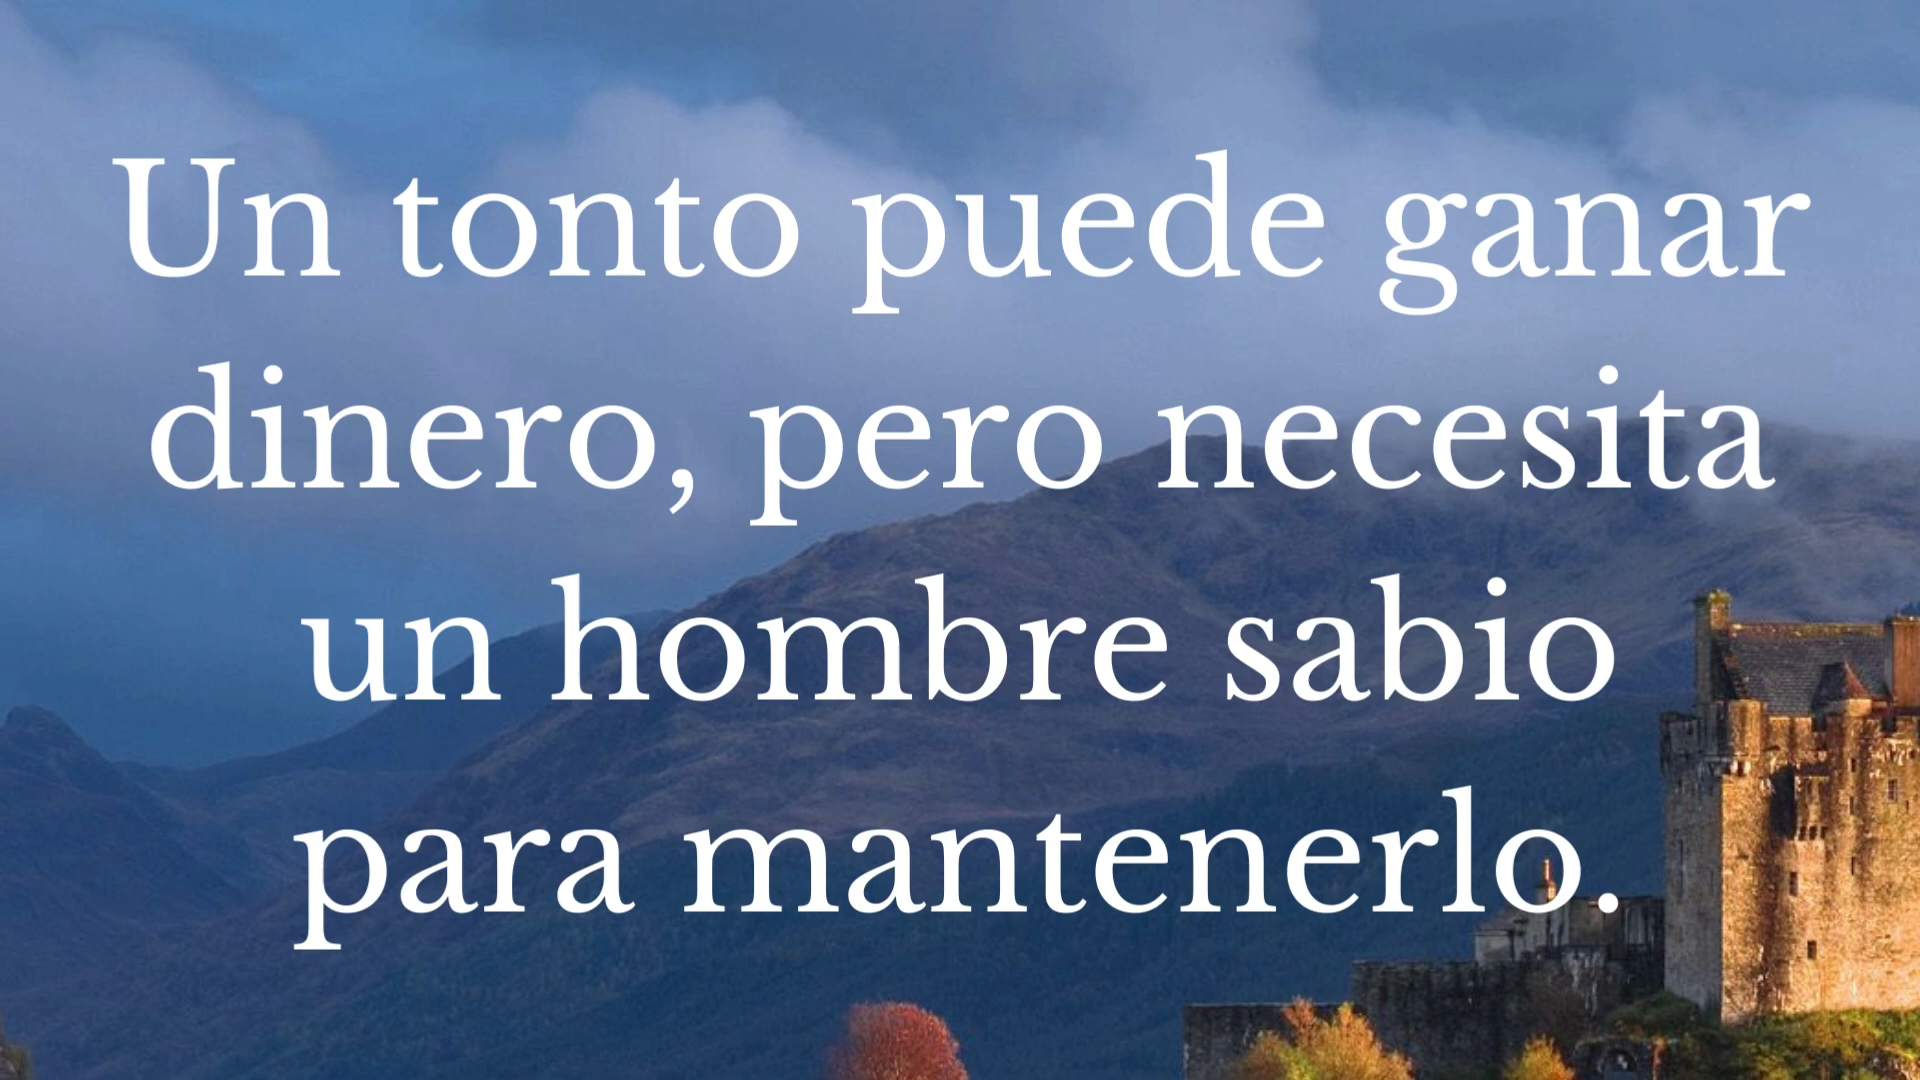 Un tonto puede ganar
dinero, pero necesita
un hombre sabio
para mantenerlo.